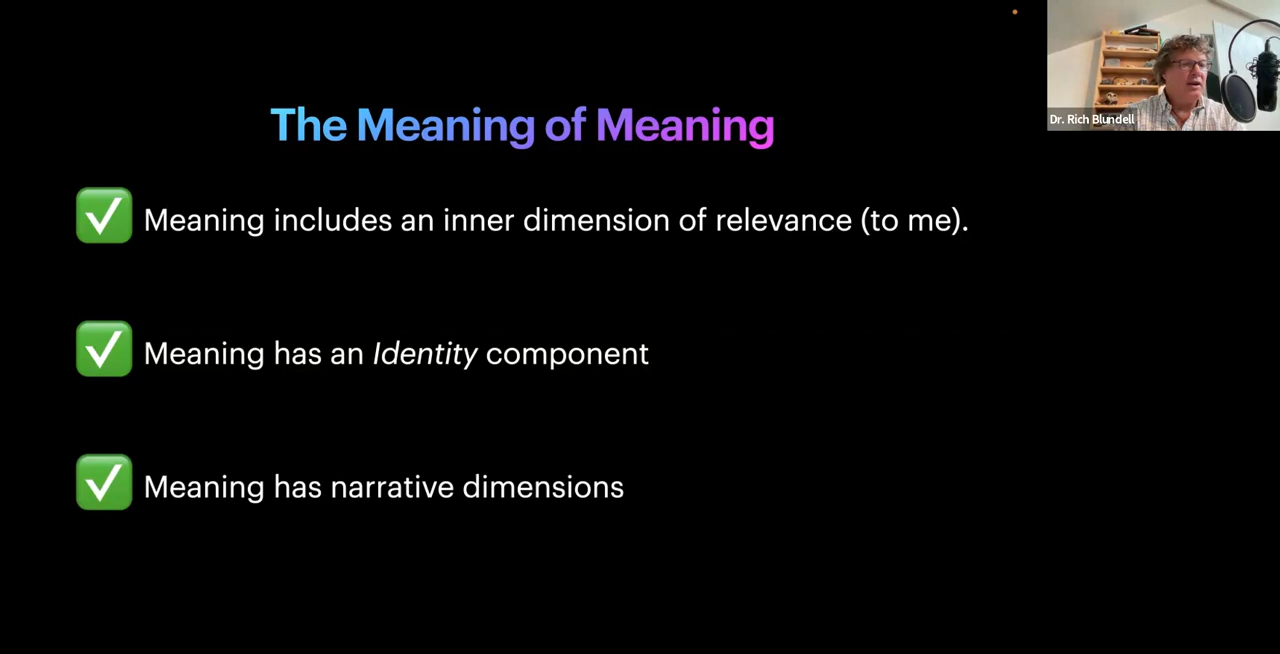 Dr. Rich Blundell
The Meaning of Meaning
Meaning includes an inner dimension of relevance (to me).
Meaning has an Identity component
Meaning has narrative dimensions